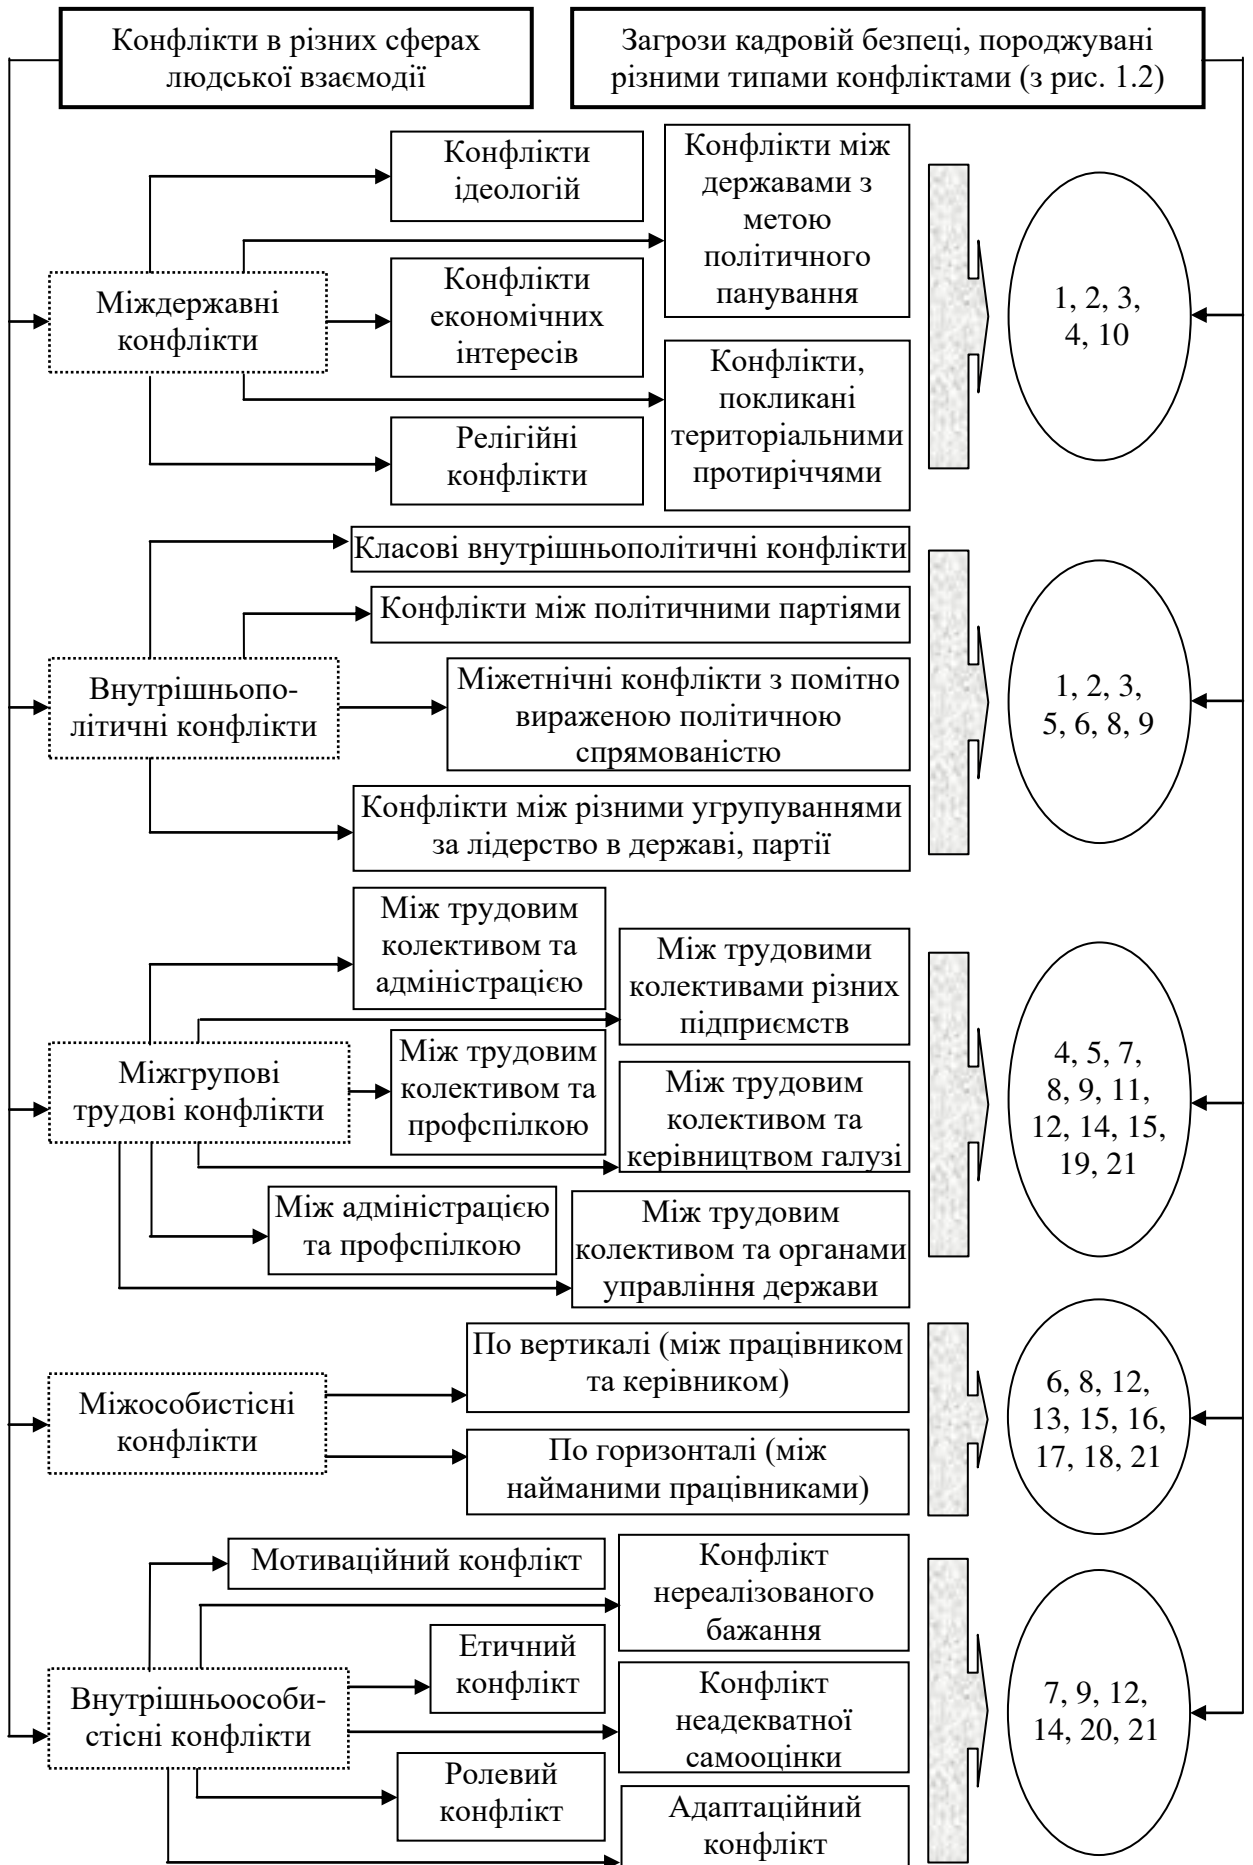 Конфлікти в різних сферах
людської взаємодії
Загрози кадровій безпеці, породжувані
різними типами конфліктами (з рис. 1.2)
Міждержавні
конфлікти
Конфлікти
ідеологій
Конфлікти між
державами з
метою
політичного
панування
Конфлікти
економічних
інтересів
Конфлікти,
покликані
територіальними
протиріччями
Релігійні
конфлікти
1, 2, 3,
4, 10
Внутрішньопо-
літичні конфлікти
Класові внутрішньополітичні конфлікти
Конфлікти між політичними партіями
Міжетнічні конфлікти з помітно
вираженою політичною
спрямованістю
Конфлікти між різними угрупуваннями
за лідерство в державі, партії
1, 2, 3,
5, 6, 8, 9
Міжгрупові
трудові конфлікти
Між трудовим
колективом та
адміністрацією
Між трудовими
колективами різних
підприємств
Між трудовим
колективом та
профспілкою
Між трудовим
колективом та
керівництвом галузі
Між адміністрацією
та профспілкою
Між трудовим
колективом та органами
управління держави
4, 5, 7,
8, 9, 11,
12, 14, 15,
19, 21
Міжособистісні
конфлікти
По вертикалі (між працівником
та керівником)
По горизонталі (між
найманими працівниками)
6, 8, 12,
13, 15, 16,
17, 18, 21
Внутрішньоособи-
стісні конфлікти
Мотиваційний конфлікт
Конфлікт
нереалізованого
бажання
Етичний
конфлікт
Конфлікт
неадекватної
самооцінки
Ролевий
конфлікт
Адаптаційний
конфлікт
7, 9, 12,
14, 20, 21